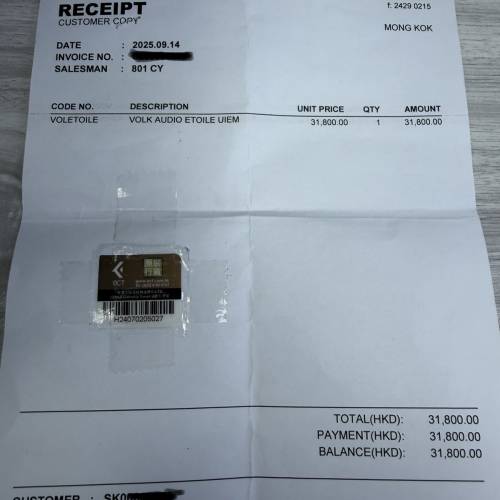 RECEIPT
f: 2429 0215
CUSTOMER COPY
MONG KOK
DATE : 2025.09.14
INVOICE NO. :
SALESMAN : 801 CY
CODE NO. DESCRIPTION UNIT PRICE QTY AMOUNT
VOLETOILE VOLK AUDIO ETOILE UIEM 31,800.00 1 31,800.00
行貨
H24070205027
TOTAL(HKD): 31,800.00
PAYMENT(HKD): 31,800.00
BALANCE(HKD): 31,800.00
CUSTOMER : SK0